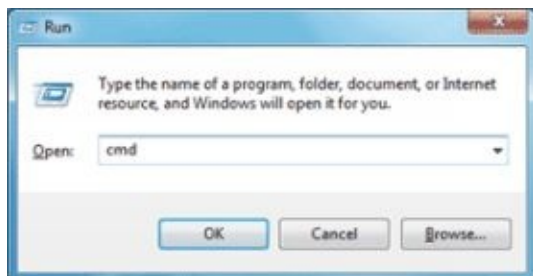 Run
Type the name of a program, folder, document, or Internet
resource, and Windows will open it for you.
Open: cmd
OK Cancel Browse...